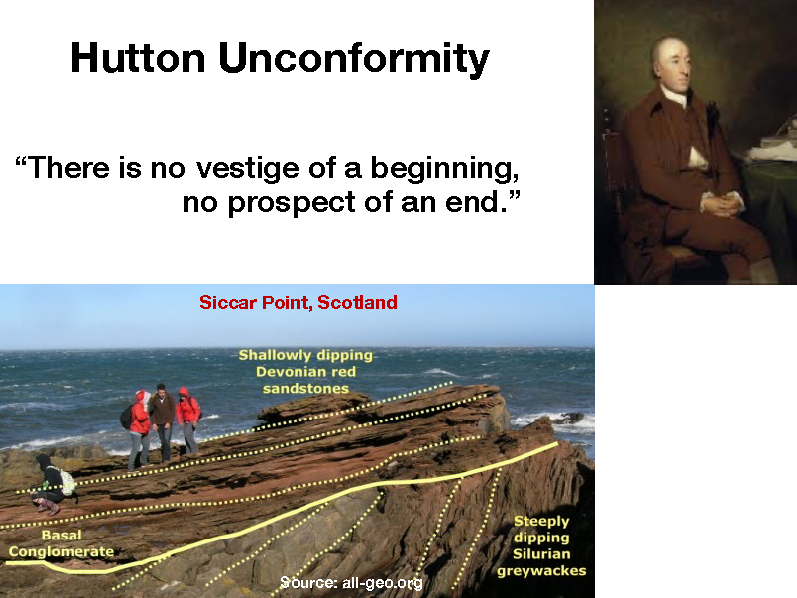 Hutton Unconformity
“There is no vestige of a beginning,
no prospect of an end.”
Siccar Point, Scotland
Shallowly dipping
Devonian red
sandstones
Basal
Conglomerate
Steeply
dipping
Silurian
greywackes
Source: all-geo.org